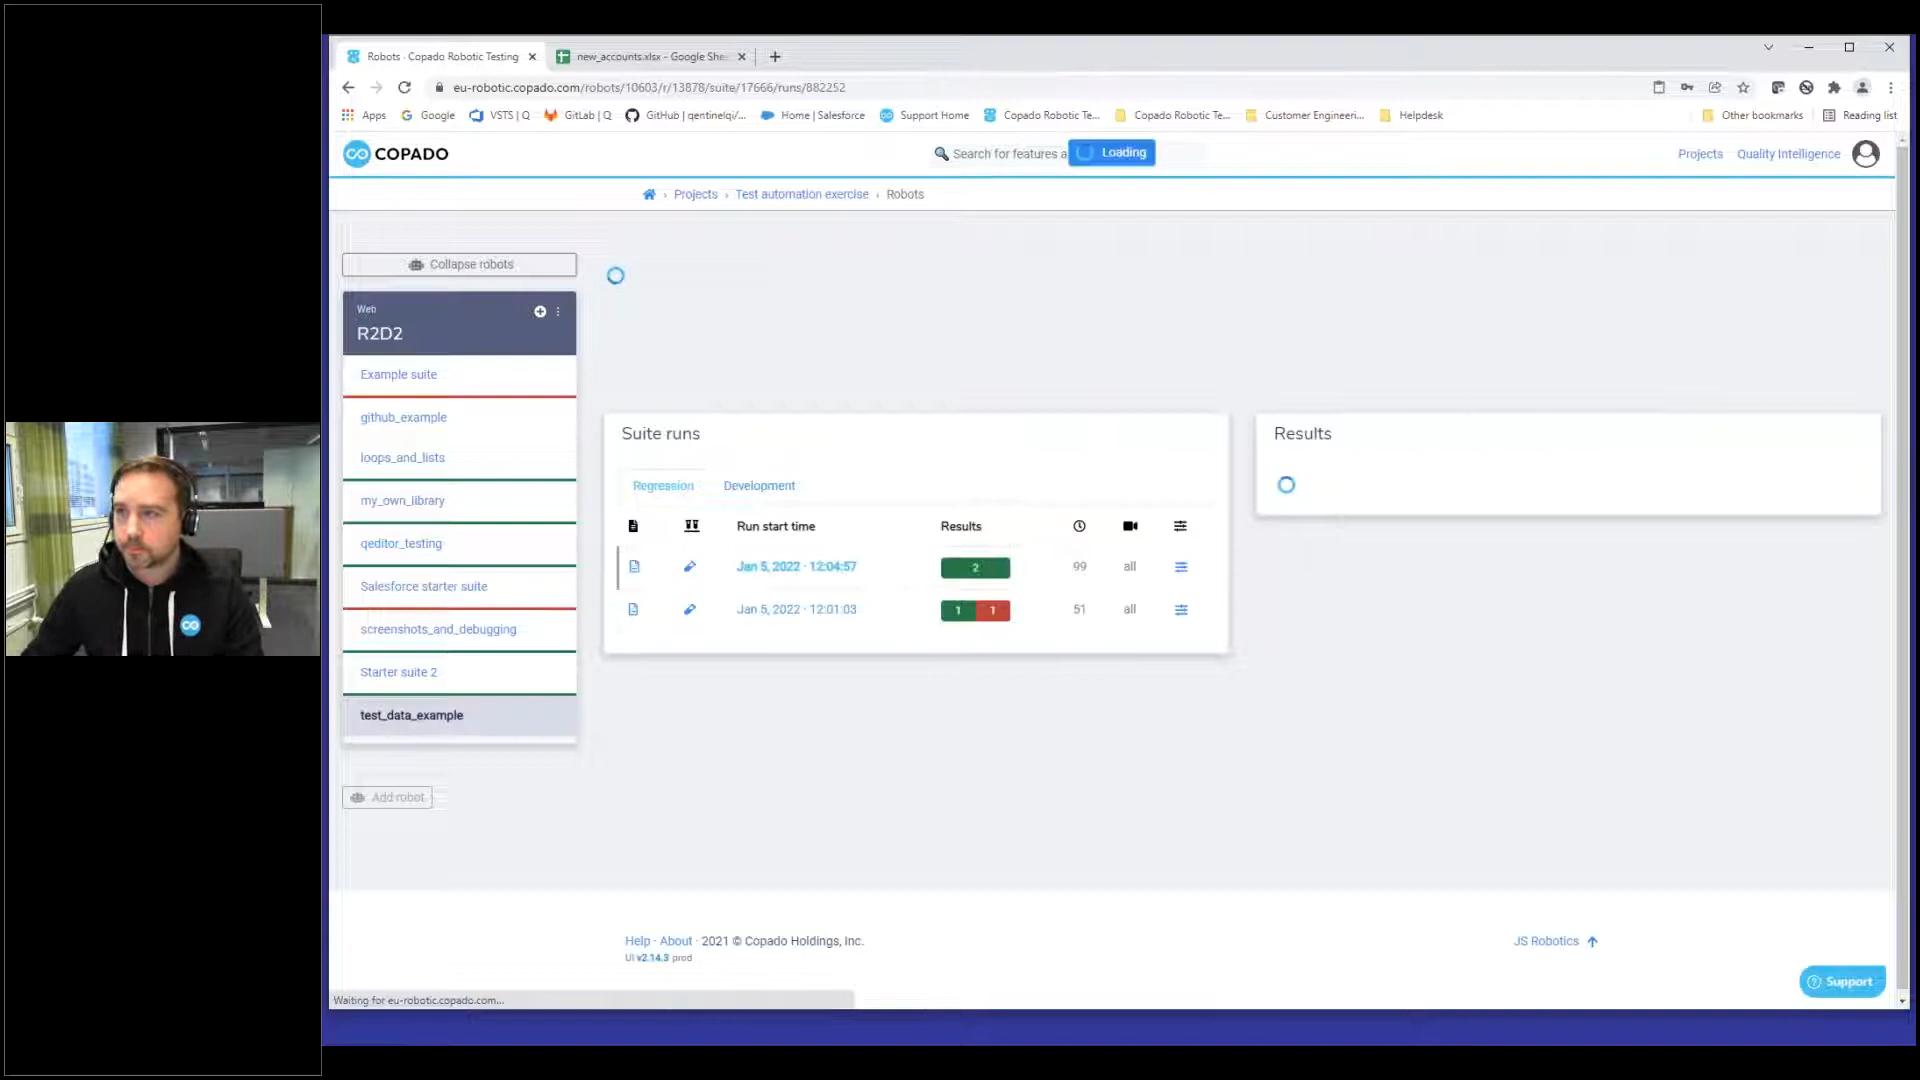 Robots - Copado Robotic Testing
new_accounts.xlsx - Google She
eu-robotic.copado.com/robots/10603/r/13878/suite/17666/runs/882252
Apps
Google
VSTS | Q
GitLab | Q
GitHub | qentinelqi/...
Home | Salesforce
Support Home
Copado Robotic Te...
Copado Robotic Te...
Customer Engineeri...
Helpdesk
Other bookmarks
Reading list
COPADO
Search for features a
Loading
Projects
Quality Intelligence
Projects › Test automation exercise › Robots
Collapse robots
Web
R2D2
Example suite
github_example
loops_and_lists
my_own_library
qeditor_testing
Salesforce starter suite
screenshots_and_debugging
Starter suite 2
test_data_example
Add robot
Suite runs
Regression
Development
Run start time
Results
Jan 5, 2022 · 12:04:57
2
99
all
Jan 5, 2022 · 12:01:03
1
1
51
all
Results
Help · About · 2021 © Copado Holdings, Inc.
UI v2.14.3 prod
JS Robotics
Support
Waiting for eu-robotic.copado.com...